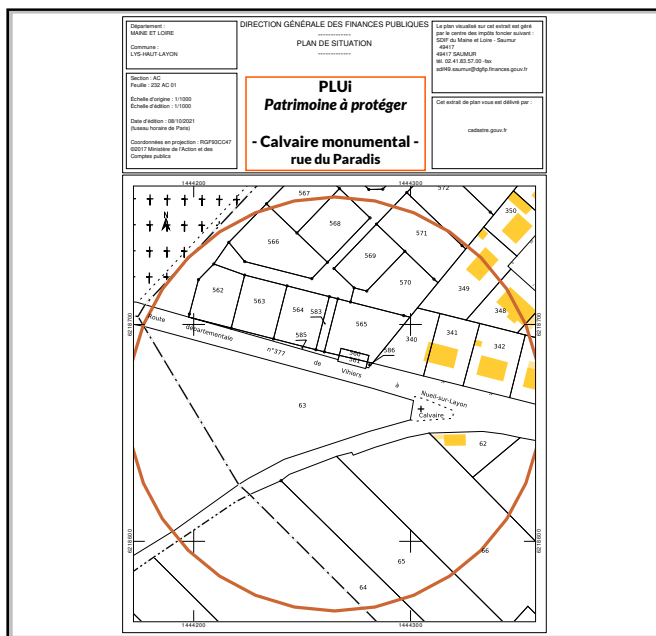 Département :
MAINE ET LOIRE
Commune :
LYS-HAUT-LAYON
Section : AC
Feuille : 232 AC 01
Échelle d'origine : 1/1000
Échelle d'édition : 1/1000
Date d'édition : 08/10/2021
(fuseau horaire de Paris)
Coordonnées en projection : RGF93CC47
©2017 Ministère de l'Action et des
Comptes publics
DIRECTION GÉNÉRALE DES FINANCES PUBLIQUES
-------------
PLAN DE SITUATION
-------------
PLUi
Patrimoine à protéger
- Calvaire monumental -
rue du Paradis
Le plan visualisé sur cet extrait est géré
par le centre des impôts foncier suivant :
SDIF du Maine et Loire - Saumur
49417
49417 SAUMUR
tél. 02.41.83.57.00 -fax
sdif49.saumur@dgfip.finances.gouv.fr
Cet extrait de plan vous est délivré par :
cadastre.gouv.fr
1444200
1444300
567
572
N
568
350
571
566
569
570
349
562
563
564
583
565
348
6218700
6218700
Route départementale n°377 de Vihiers à Nueil-sur-Layon
585
586
340
341
342
560
561
63
Calvaire
62
6218600
6218600
66
65
64
1444200
1444300